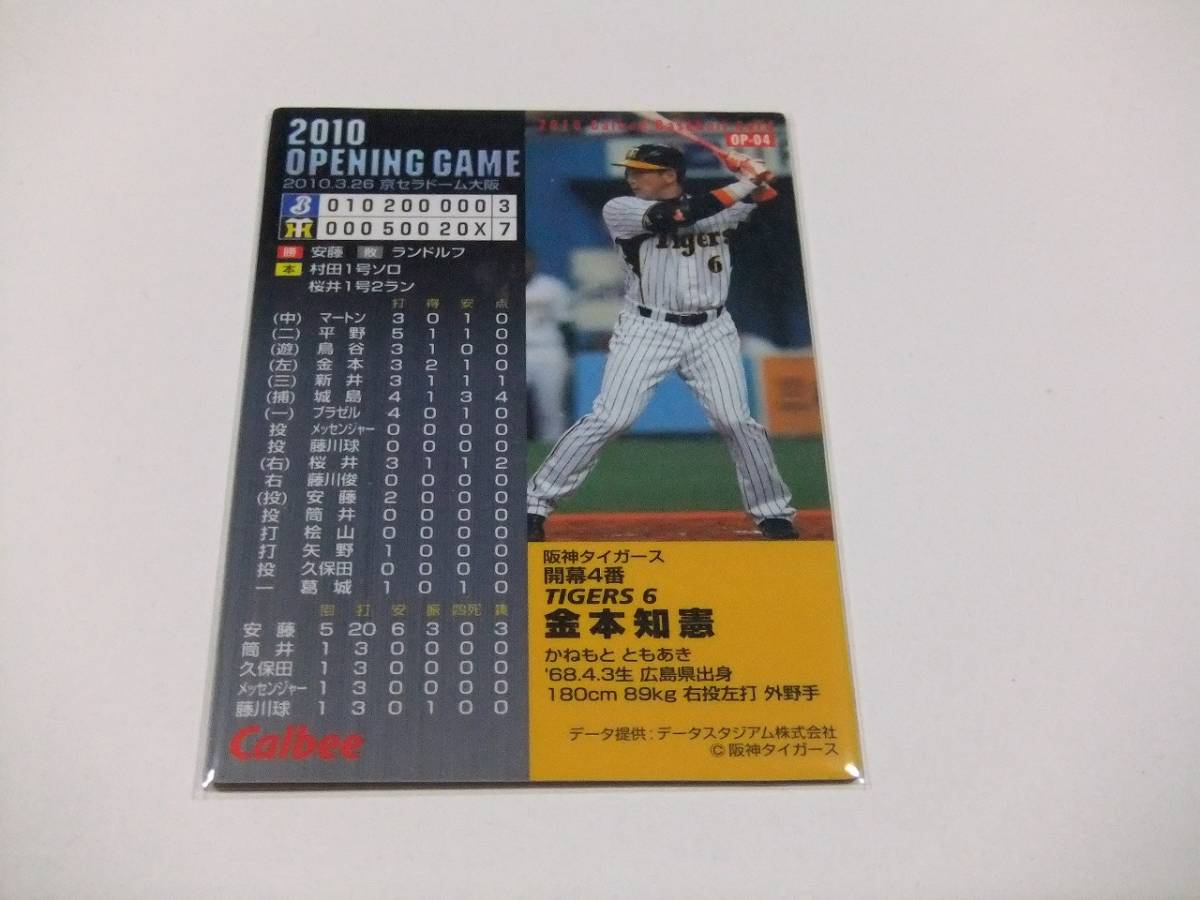 2010
OPENING GAME
2010.3.26 京セラドーム大阪
B 010 200 000 3
HT 000 500 20X 7
勝 安藤 敗 ランドルフ
本 村田1号ソロ
桜井1号2ラン
打 得 安 点
(中) マートン 3 0 1 0
(二) 平野 5 1 1 0
(遊) 鳥谷 3 1 0 0
(左) 金本 3 2 1 0
(三) 新井 3 1 1 1
(捕) 城島 4 1 3 4
(一) ブラゼル 4 0 1 0
投 メッセンジャー 0 0 0 0
投 藤川球 0 0 0 0
(右) 桜井 3 1 1 2
右 藤川俊 0 0 0 0
(投) 安藤 2 0 0 0
投 筒井 0 0 0 0
打 桧山 0 0 0 0
打 矢野 1 0 0 0
投 久保田 0 0 0 0
一 葛城 1 0 1 0
回 打 安 振 四死 責
安藤 5 20 6 3 0 3
筒井 1 3 0 0 0 0
久保田 1 3 0 0 0 0
メッセンジャー 1 3 0 0 0 0
藤川球 1 3 0 1 0 0
Calbee
2010 Calbee Baseball Card
OP-04
Tigers
6
阪神タイガース
開幕4番
TIGERS 6
金本知憲
かねもと ともあき
'68.4.3生 広島県出身
180cm 89kg 右投左打 外野手
データ提供:データスタジアム株式会社
©阪神タイガース